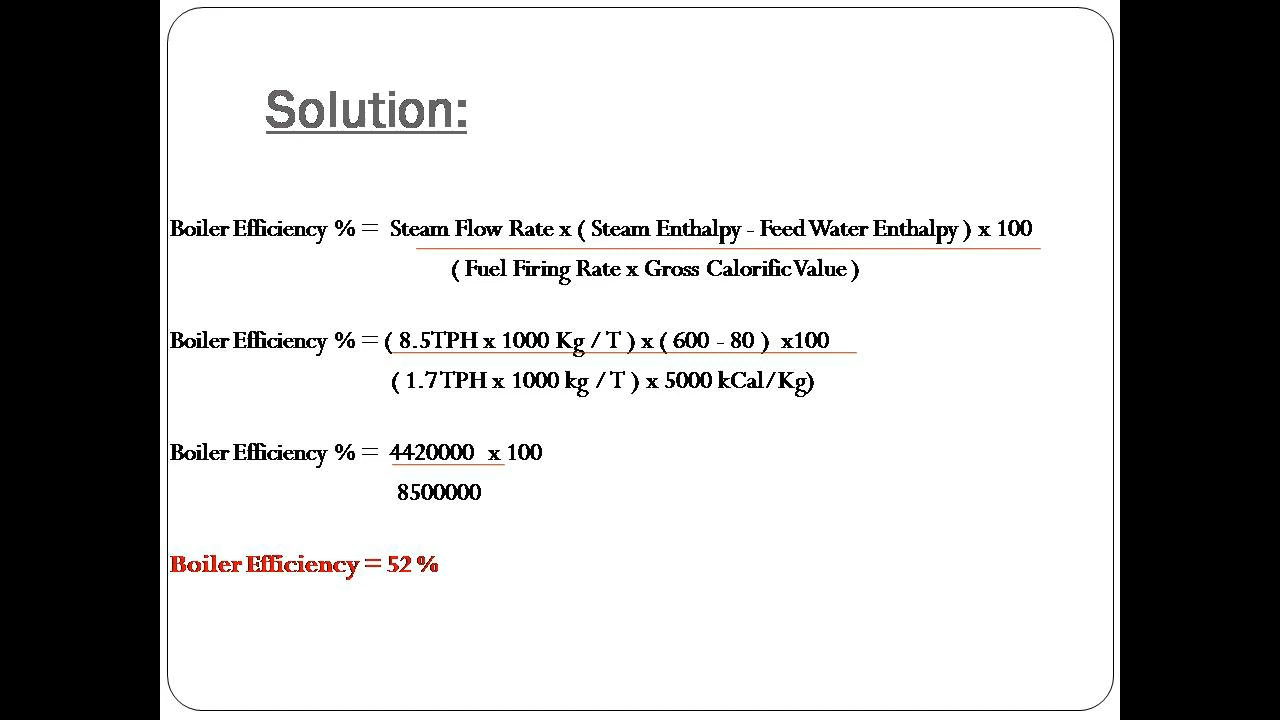 Solution:
Boiler Efficiency % = Steam Flow Rate x ( Steam Enthalpy - Feed Water Enthalpy ) x 100
( Fuel Firing Rate x Gross Calorific Value )
Boiler Efficiency % = ( 8.5TPH x 1000 Kg / T ) x ( 600 - 80 ) x100
( 1.7 TPH x 1000 kg / T ) x 5000 kCal/Kg)
Boiler Efficiency % = 4420000 x 100
8500000
Boiler Efficiency = 52 %